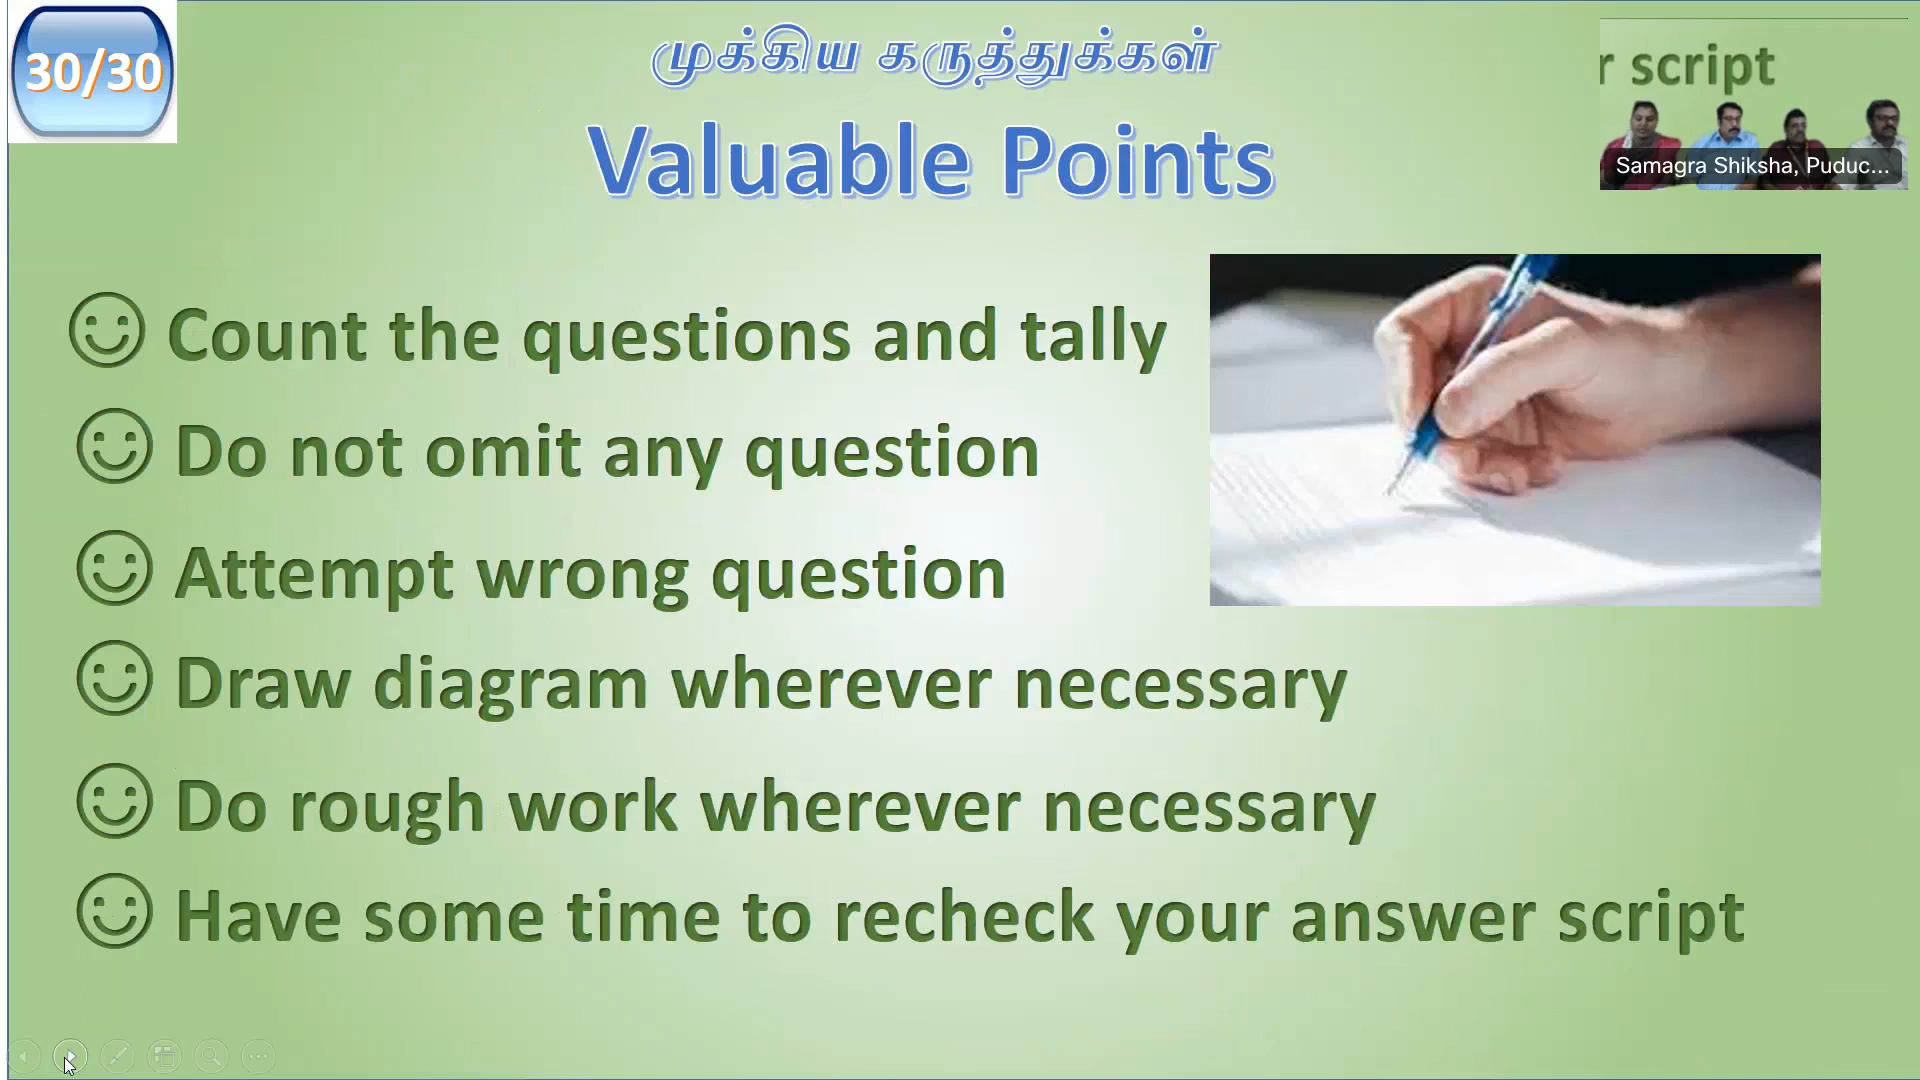 30/30
முக்கிய கருத்துக்கள்
Valuable Points
r script
Samagra Shiksha, Puduc...
Count the questions and tally
Do not omit any question
Attempt wrong question
Draw diagram wherever necessary
Do rough work wherever necessary
Have some time to recheck your answer script